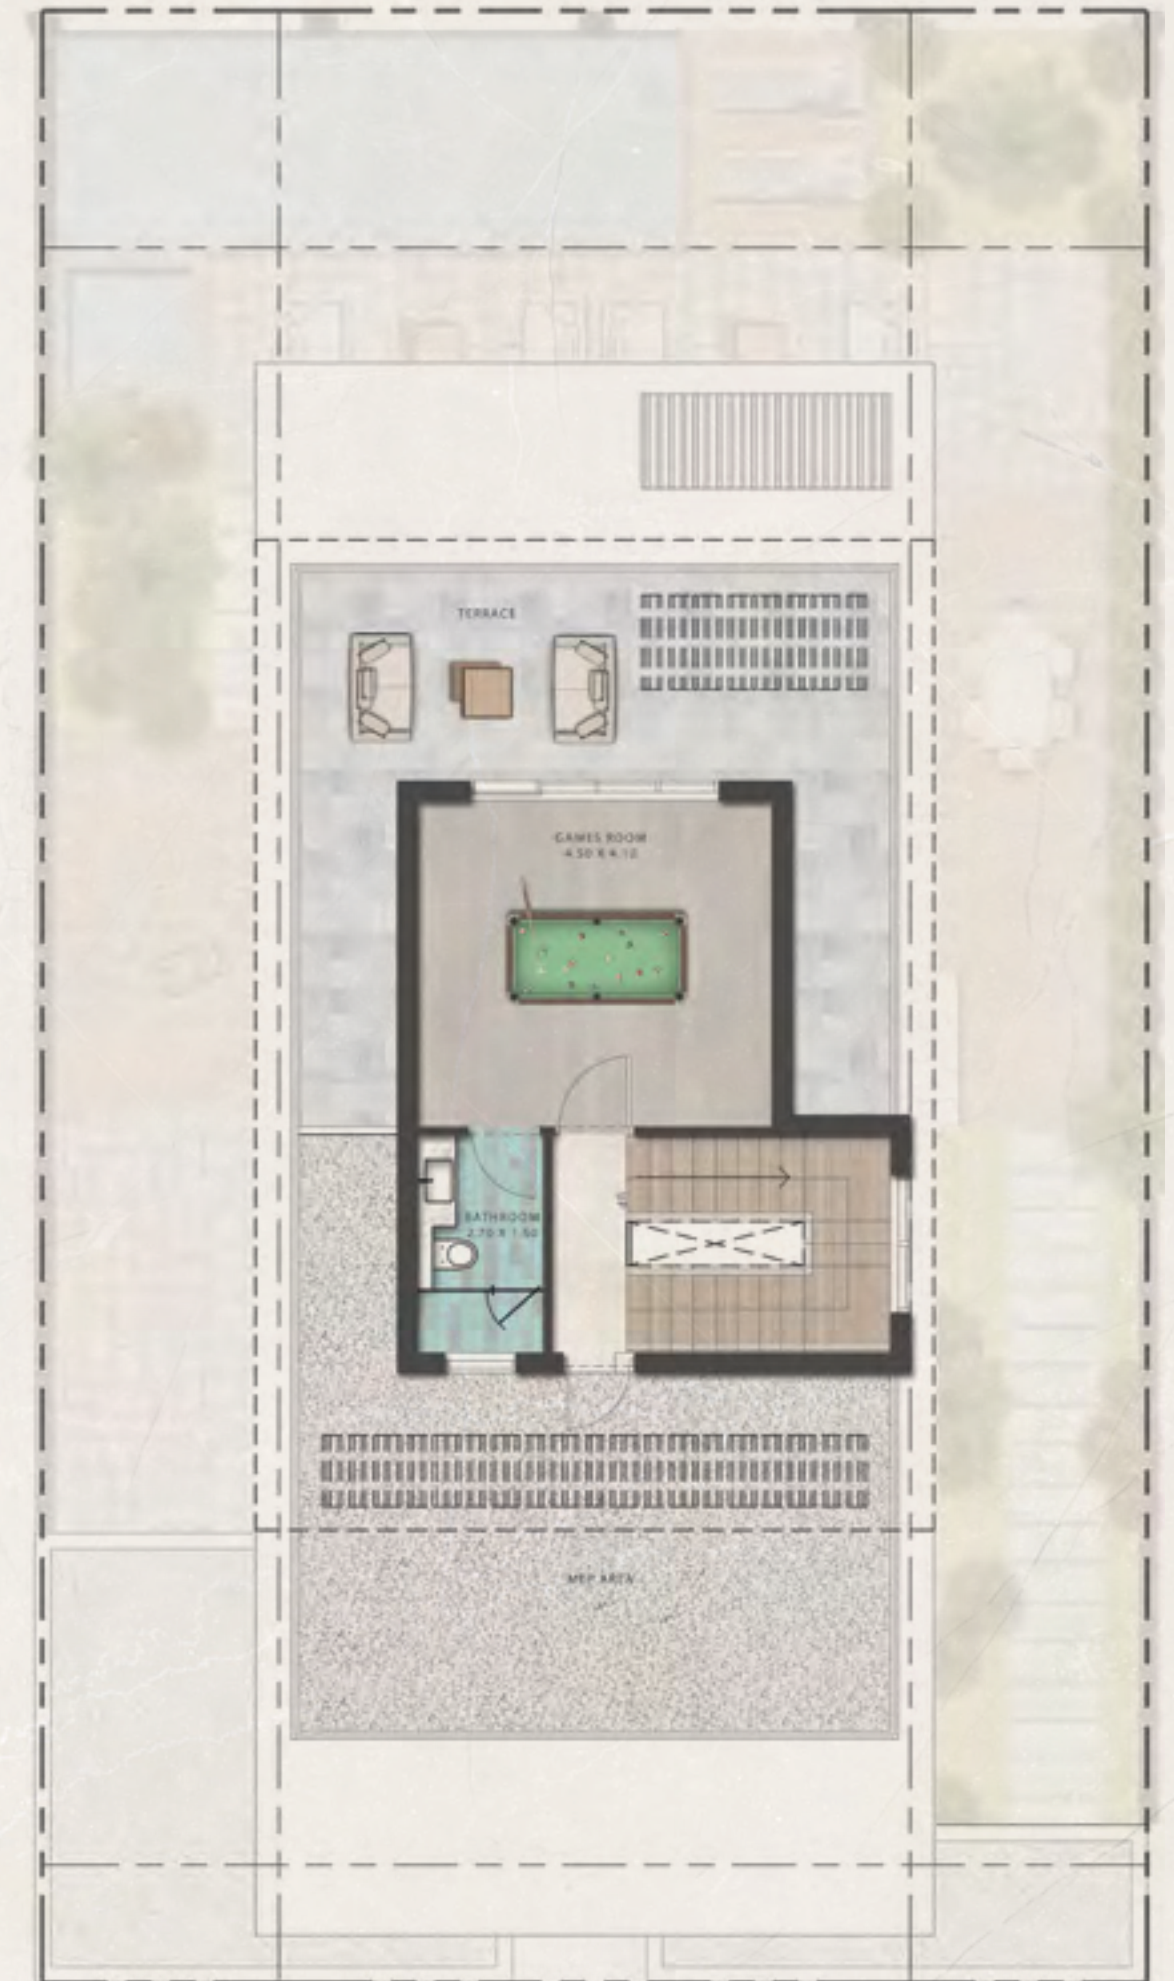 TERRACE
GAMES ROOM
4.50 X 4.10
BATHROOM
2.70 X 1.50
MEP AREA